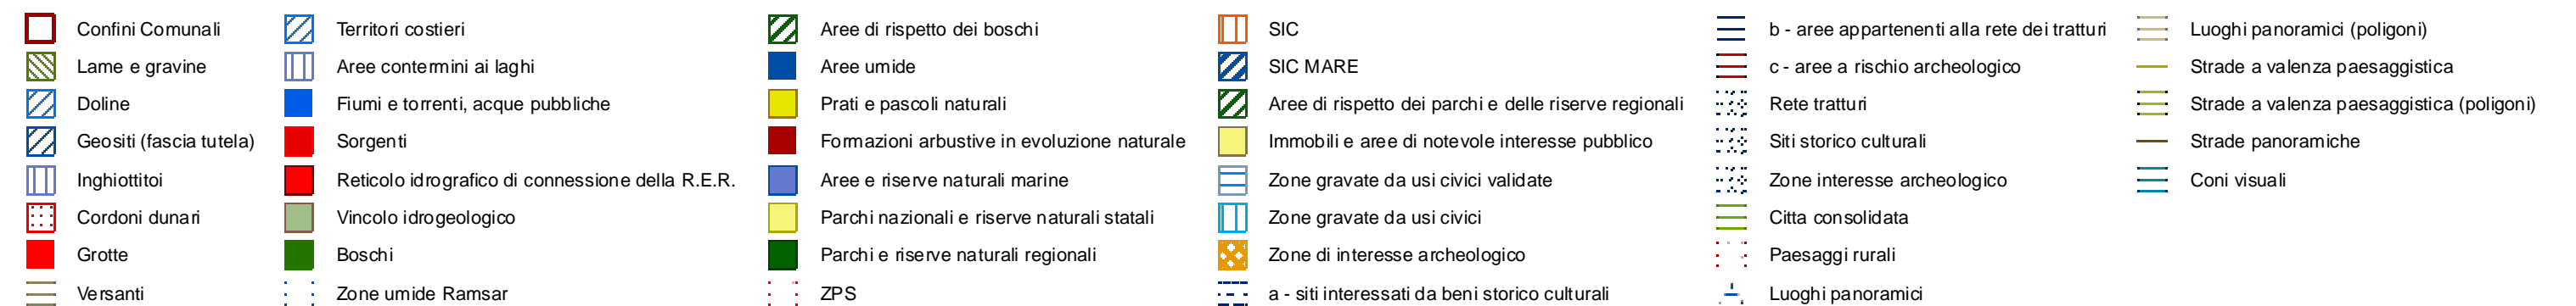 Confini Comunali
Lame e gravine
Doline
Geositi (fascia tutela)
Inghiottitoi
Cordoni dunari
Grotte
Versanti
Territori costieri
Aree contermini ai laghi
Fiumi e torrenti, acque pubbliche
Sorgenti
Reticolo idrografico di connessione della R.E.R.
Vincolo idrogeologico
Boschi
Zone umide Ramsar
Aree di rispetto dei boschi
Aree umide
Prati e pascoli naturali
Formazioni arbustive in evoluzione naturale
Aree e riserve naturali marine
Parchi nazionali e riserve naturali statali
Parchi e riserve naturali regionali
ZPS
SIC
SIC MARE
Aree di rispetto dei parchi e delle riserve regionali
Immobili e aree di notevole interesse pubblico
Zone gravate da usi civici validate
Zone gravate da usi civici
Zone di interesse archeologico
a - siti interessati da beni storico culturali
b - aree appartenenti alla rete dei tratturi
c - aree a rischio archeologico
Rete tratturi
Siti storico culturali
Zone interesse archeologico
Citta consolidata
Paesaggi rurali
Luoghi panoramici
Luoghi panoramici (poligoni)
Strade a valenza paesaggistica
Strade a valenza paesaggistica (poligoni)
Strade panoramiche
Coni visuali